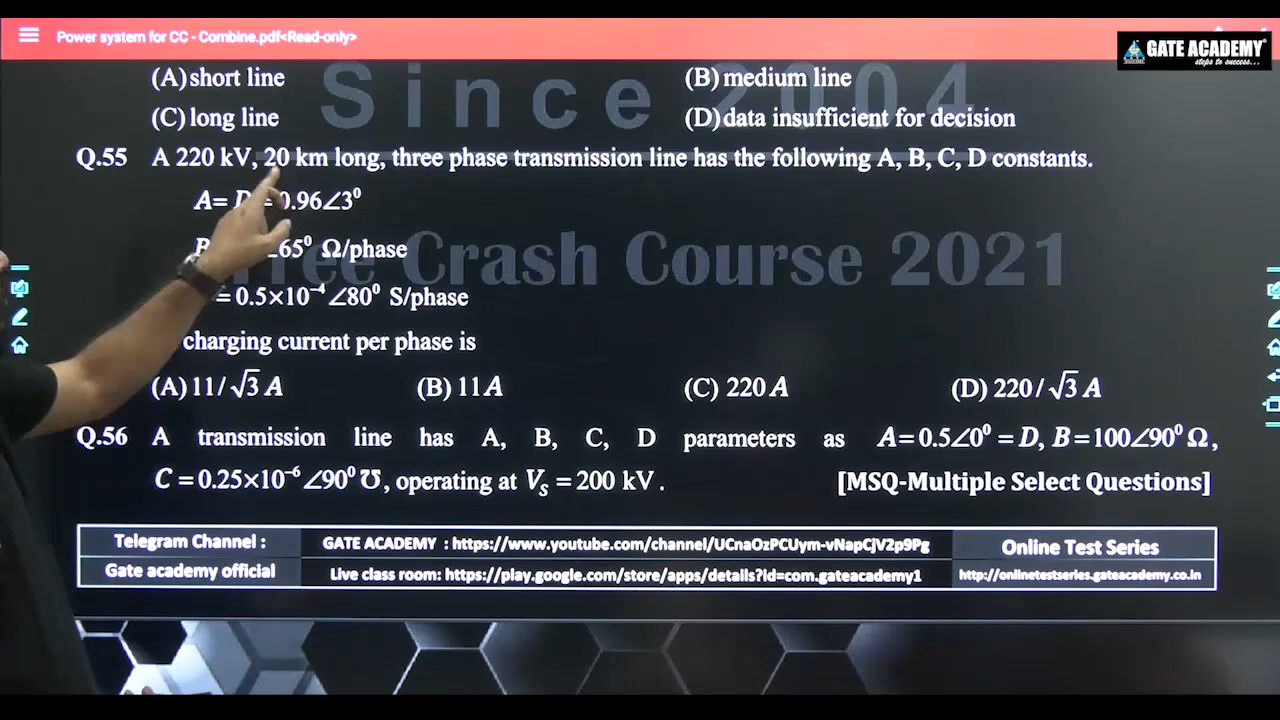 Power system for CC - Combine.pdf<Read-only>
GATE ACADEMY
steps to success...
Since 2004
(A) short line (B) medium line
(C) long line (D) data insufficient for decision
Q.55 A 220 kV, 20 km long, three phase transmission line has the following A, B, C, D constants.
A= D = 0.96∠3⁰
B 65⁰ Ω/phase
Free Crash Course 2021
= 0.5×10⁻⁴ ∠80⁰ S/phase
charging current per phase is
(A) 11/√3 A (B) 11 A (C) 220 A (D) 220/√3 A
Q.56 A transmission line has A, B, C, D parameters as A = 0.5∠0⁰ = D, B = 100∠90⁰ Ω,
C = 0.25×10⁻⁶ ∠90⁰ ℧, operating at Vs = 200 kV. [MSQ-Multiple Select Questions]
Telegram Channel : GATE ACADEMY : https://www.youtube.com/channel/UCnaOzPCUym-vNapCjV2p9Pg Online Test Series
Gate academy official Live class room: https://play.google.com/store/apps/details?id=com.gateacademy1 http://onlinetestseries.gateacademy.co.in